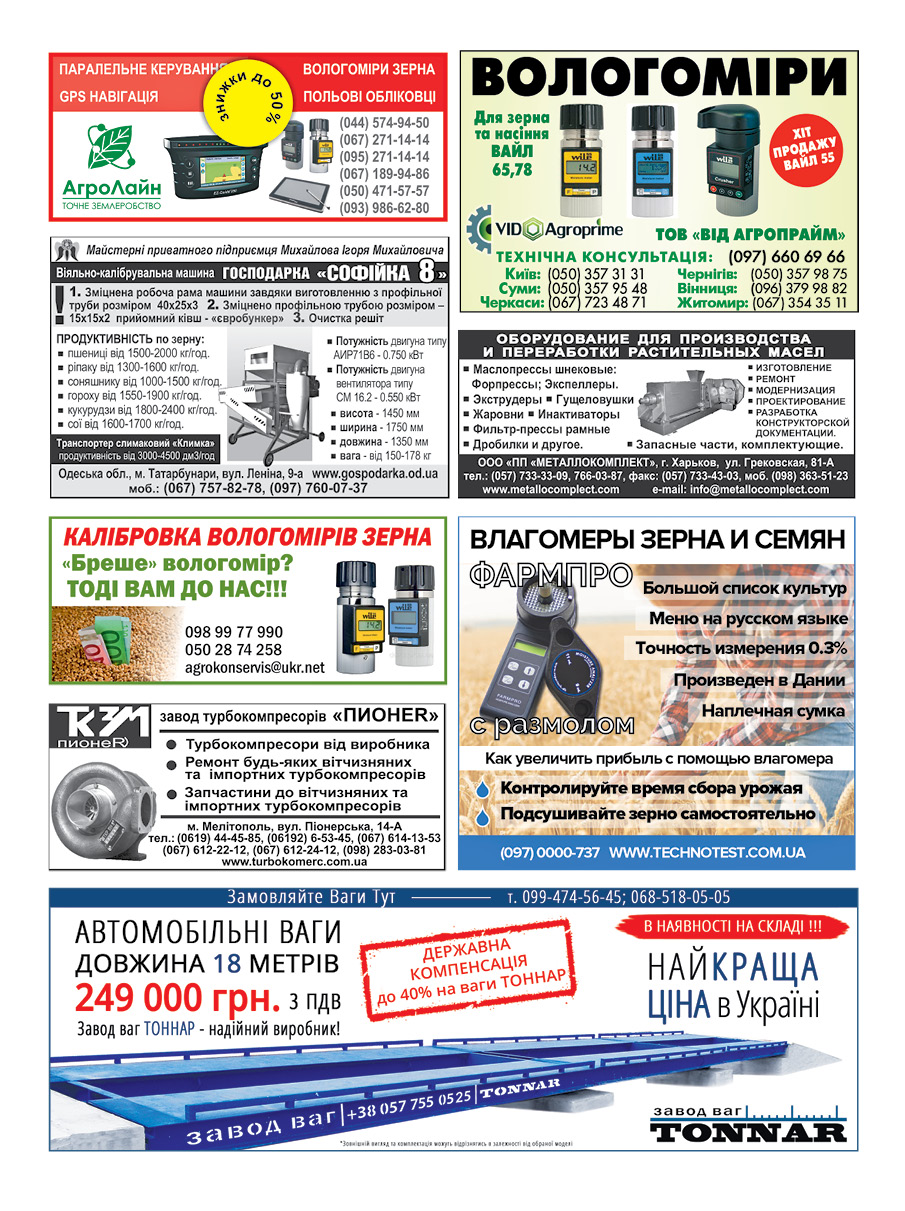 ПАРАЛЕЛЬНЕ КЕРУВАННЯ
GPS НАВІГАЦІЯ
знижки до 50%
ВОЛОГОМІРИ ЗЕРНА
ПОЛЬОВІ ОБЛІКОВЦІ
АгроЛайн
ТОЧНЕ ЗЕМЛЕРОБСТВО
(044) 574-94-50
(067) 271-14-14
(095) 271-14-14
(067) 189-94-86
(050) 471-57-57
(093) 986-62-80
ВОЛОГОМІРИ
Для зерна
та насіння
ВАЙЛ
65,78
wile
14.2
wile
wile
Crusher
ХІТ
ПРОДАЖУ
ВАЙЛ 55
VID Agroprime
ТОВ «ВІД АГРОПРАЙМ»
ТЕХНІЧНА КОНСУЛЬТАЦІЯ: (097) 660 69 66
Київ: (050) 357 31 31
Суми: (050) 357 95 48
Черкаси: (067) 723 48 71
Чернігів: (050) 357 98 75
Вінниця: (096) 379 98 82
Житомир: (067) 354 35 11
Майстерні приватного підприємця Михайлова Ігоря Михайловича
Віяльно-калібрувальна машина ГОСПОДАРКА «СОФІЙКА 8»
! 1. Зміцнена робоча рама машини завдяки виготовленню з профільної
труби розміром 40х25х3 2. Зміцнено профільною трубою розміром –
15х15х2 прийомний ківш - «євробункер» 3. Очистка решіт
ПРОДУКТИВНІСТЬ по зерну:
▪ пшениці від 1500-2000 кг/год.
▪ ріпаку від 1300-1600 кг/год.
▪ соняшнику від 1000-1500 кг/год.
▪ гороху від 1550-1900 кг/год.
▪ кукурудзи від 1800-2400 кг/год.
▪ сої від 1600-1700 кг/год.
Транспортер слимаковий «Климка»
продуктивність від 3000-4500 дм3/год
▪ Потужність двигуна типу
АИР71В6 - 0.750 кВт
▪ Потужність двигуна
вентилятора типу
СМ 16.2 - 0.550 кВт
▪ висота - 1450 мм
▪ ширина - 1750 мм
▪ довжина - 1350 мм
▪ вага - від 150-178 кг
Одеська обл., м. Татарбунари, вул. Леніна, 9-а www.gospodarka.od.ua
моб.: (067) 757-82-78, (097) 760-07-37
ОБОРУДОВАНИЕ ДЛЯ ПРОИЗВОДСТВА
И ПЕРЕРАБОТКИ РАСТИТЕЛЬНЫХ МАСЕЛ
▪ Маслопрессы шнековые:
Форпрессы; Экспеллеры.
▪ Экструдеры ▪ Гущеловушки
▪ Жаровни ▪ Инактиваторы
▪ Фильтр-прессы рамные
▪ Дробилки и другое.
▪ ИЗГОТОВЛЕНИЕ
▪ РЕМОНТ
▪ МОДЕРНИЗАЦИЯ
▪ ПРОЕКТИРОВАНИЕ
▪ РАЗРАБОТКА
КОНСТРУКТОРСКОЙ
ДОКУМЕНТАЦИИ.
▪ Запасные части, комплектующие.
ООО «ПП «МЕТАЛЛОКОМПЛЕКТ», г. Харьков, ул. Грековская, 81-А
тел.: (057) 733-33-09, 766-03-87, факс: (057) 733-43-03, моб. (098) 363-51-23
www.metallocomplect.com e-mail: info@metallocomplect.com
КАЛІБРОВКА ВОЛОГОМІРІВ ЗЕРНА
«Бреше» вологомір?
ТОДІ ВАМ ДО НАС!!!
100
wile
14.2
wile
098 99 77 990
050 28 74 258
agrokonservis@ukr.net
ВЛАГОМЕРЫ ЗЕРНА И СЕМЯН
ФАРМПРО
с размолом
Большой список культур
Меню на русском языке
Точность измерения 0.3%
Произведен в Дании
Наплечная сумка
Как увеличить прибыль с помощью влагомера
Контролируйте время сбора урожая
Подсушивайте зерно самостоятельно
(097) 0000-737 WWW.TECHNOTEST.COM.UA
ТКЗМ
пионеR
завод турбокомпресорів «ПИОНЕR»
● Турбокомпресори від виробника
● Ремонт будь-яких вітчизняних
та імпортних турбокомпресорів
● Запчастини до вітчизняних та
імпортних турбокомпресорів
м. Мелітополь, вул. Піонерська, 14-А
тел.: (0619) 44-45-85, (06192) 6-53-45, (067) 614-13-53
(067) 612-22-12, (067) 612-24-12, (098) 283-03-81
www.turbokomerc.com.ua
Замовляйте Ваги Тут т. 099-474-56-45; 068-518-05-05
АВТОМОБІЛЬНІ ВАГИ
ДОВЖИНА 18 МЕТРІВ
249 000 грн. З ПДВ
Завод ваг ТОННАР - надійний виробник!
ДЕРЖАВНА
КОМПЕНСАЦІЯ
до 40% на ваги ТОННАР
В НАЯВНОСТІ НА СКЛАДІ !!!
НАЙКРАЩА
ЦІНА в Україні
завод ваг +38 057 755 0525 TONNAR
завод ваг
TONNAR
*Зовнішній вигляд та комплектація можуть відрізнятись в залежності від обраної моделі